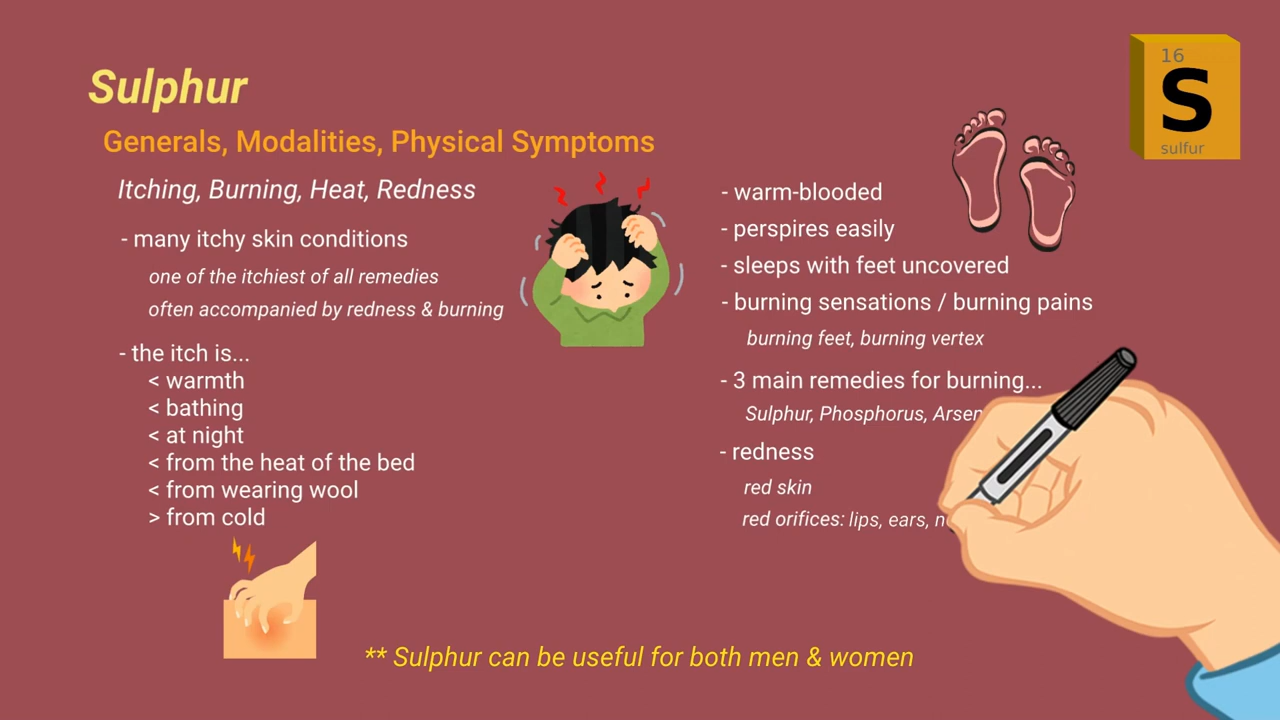 Sulphur
Generals, Modalities, Physical Symptoms
Itching, Burning, Heat, Redness
- many itchy skin conditions
one of the itchiest of all remedies
often accompanied by redness & burning
- the itch is...
< warmth
< bathing
< at night
< from the heat of the bed
< from wearing wool
> from cold
- warm-blooded
- perspires easily
- sleeps with feet uncovered
- burning sensations / burning pains
burning feet, burning vertex
- 3 main remedies for burning...
Sulphur, Phosphorus,
- redness
red skin
red orifices: lips, ears,
16
S
sulfur
** Sulphur can be useful for both men & women